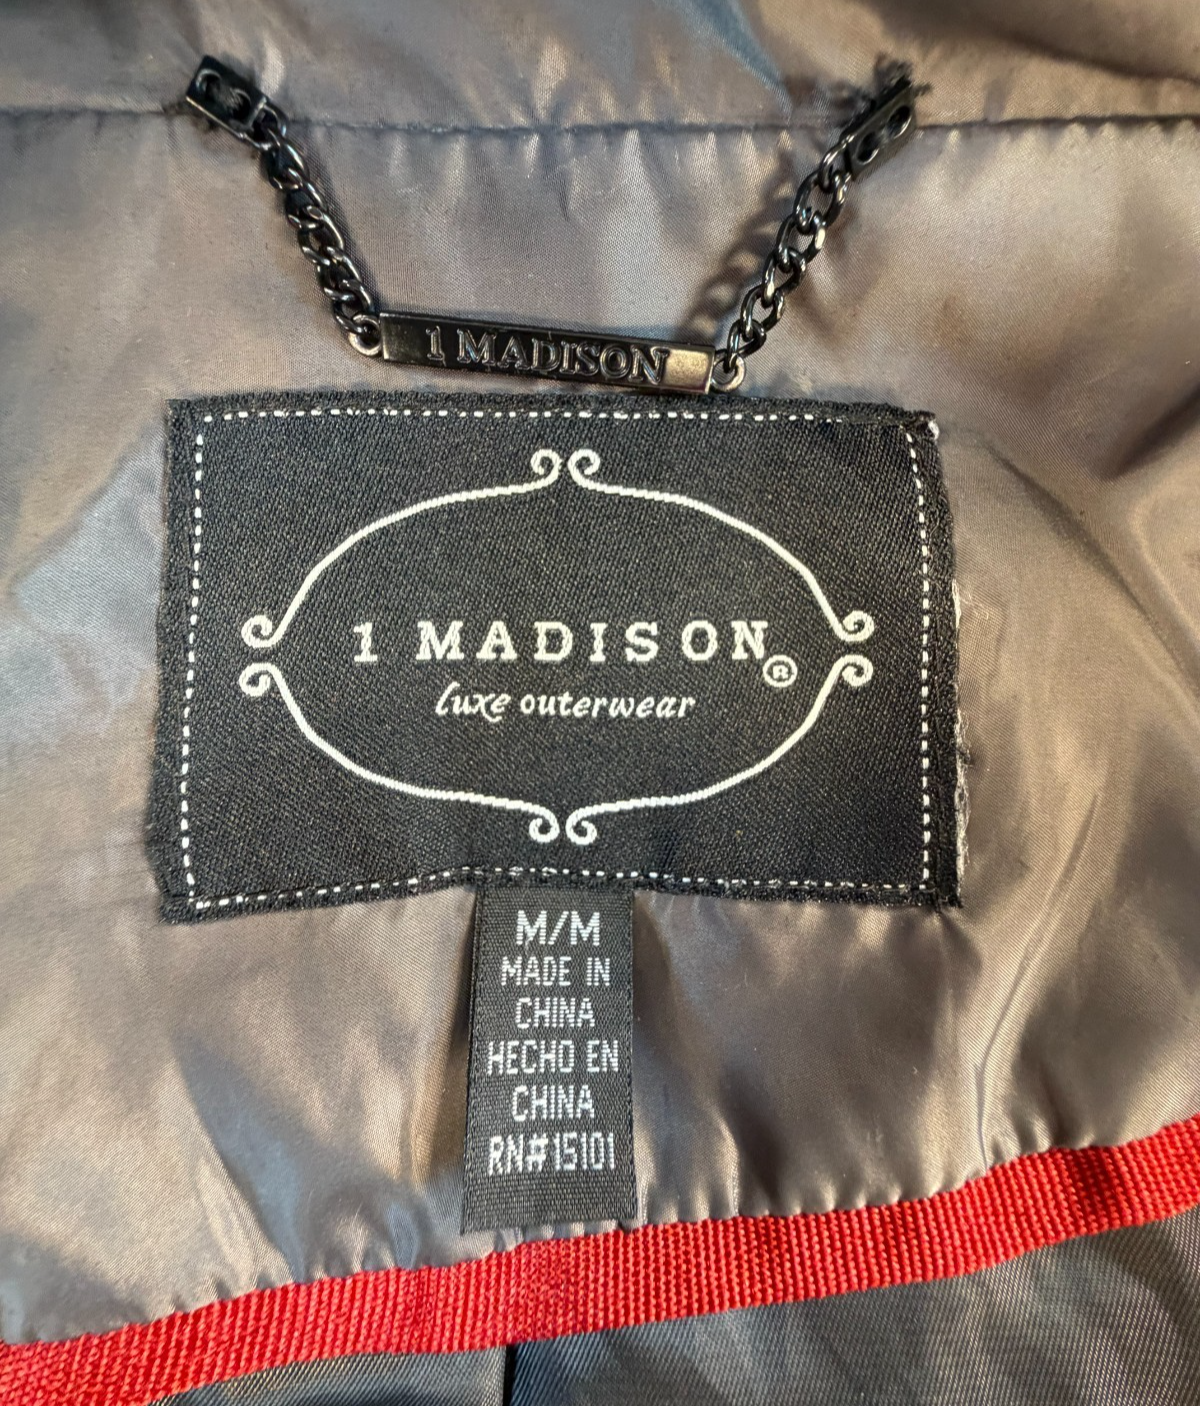 1 MADISON
1 MADISON®
luxe outerwear
M/M
MADE IN
CHINA
HECHO EN
CHINA
RN#15101